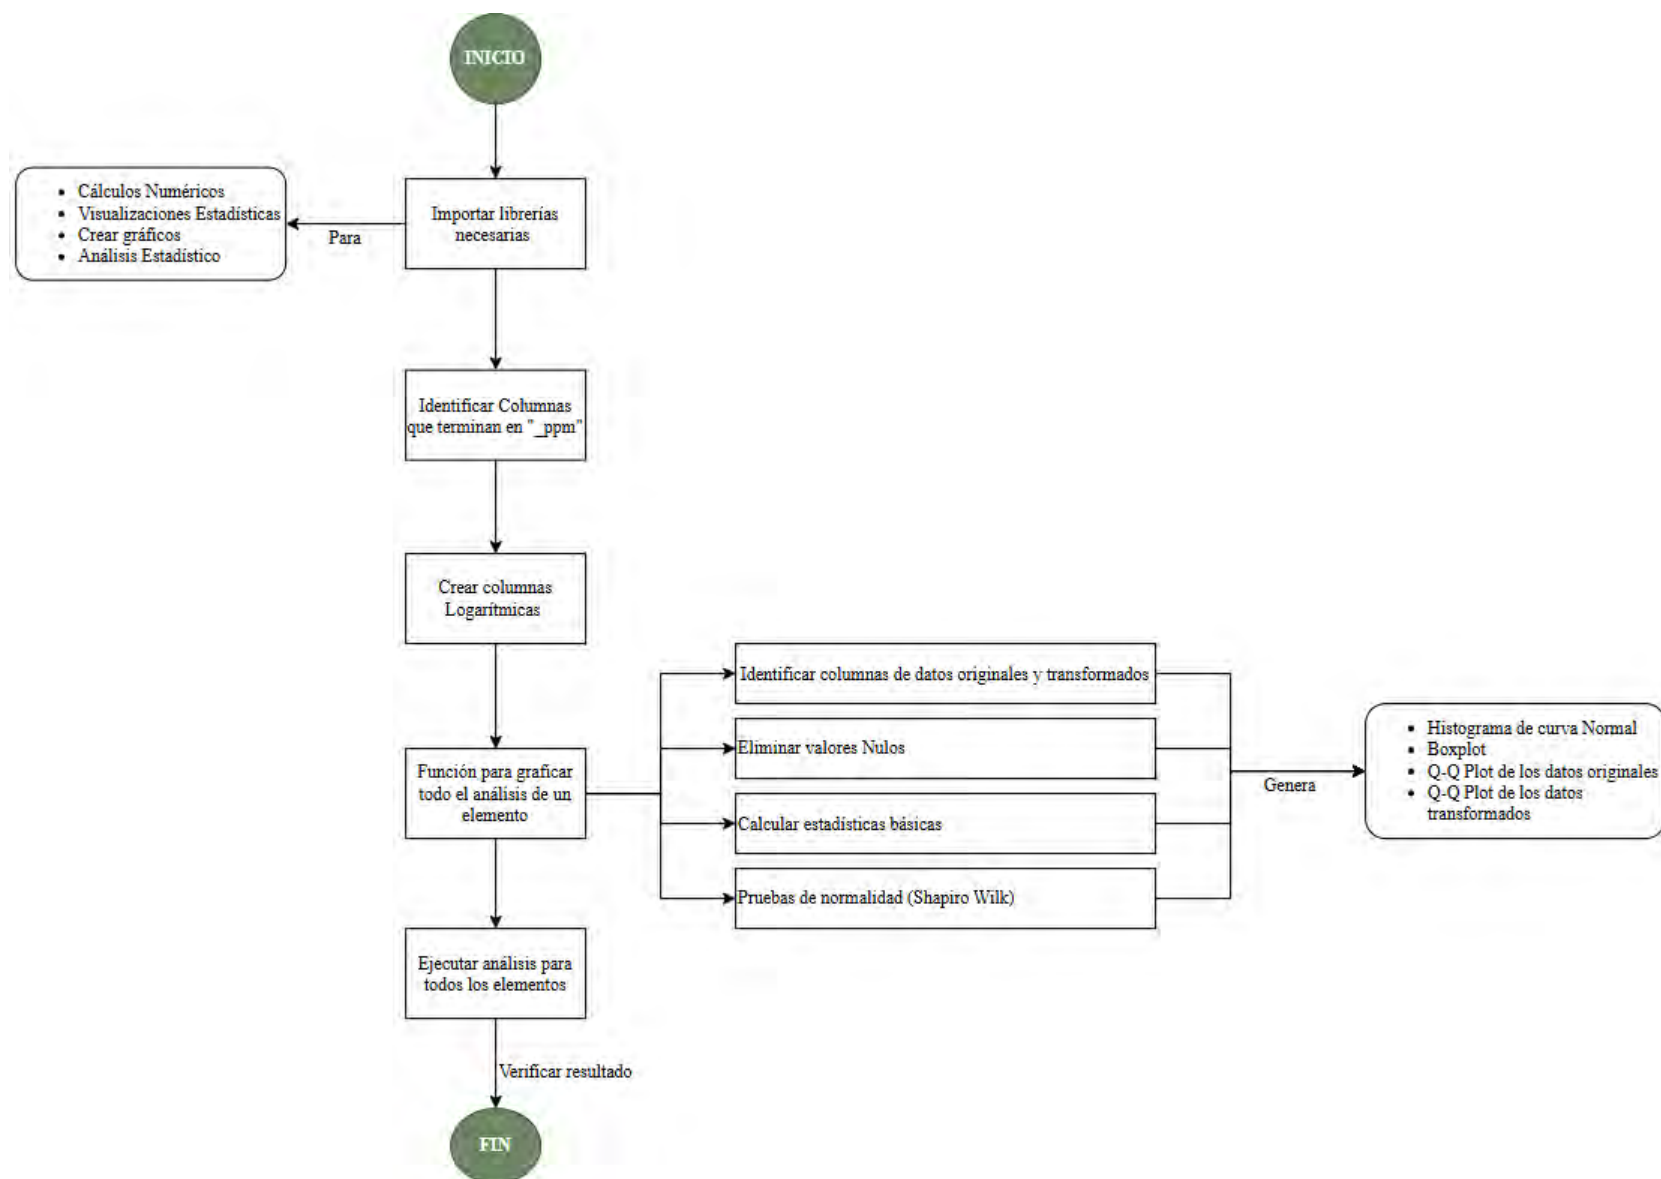 INICIO
• Cálculos Numéricos
• Visualizaciones Estadísticas
• Crear gráficos
• Análisis Estadístico
Para
Importar librerías
necesarias
Identificar Columnas
que terminan en "_ppm"
Crear columnas
Logarítmicas
Función para graficar
todo el análisis de un
elemento
Identificar columnas de datos originales y transformados
Eliminar valores Nulos
Calcular estadísticas básicas
Pruebas de normalidad (Shapiro Wilk)
Genera
• Histograma de curva Normal
• Boxplot
• Q-Q Plot de los datos originales
• Q-Q Plot de los datos
transformados
Ejecutar análisis para
todos los elementos
Verificar resultado
FIN